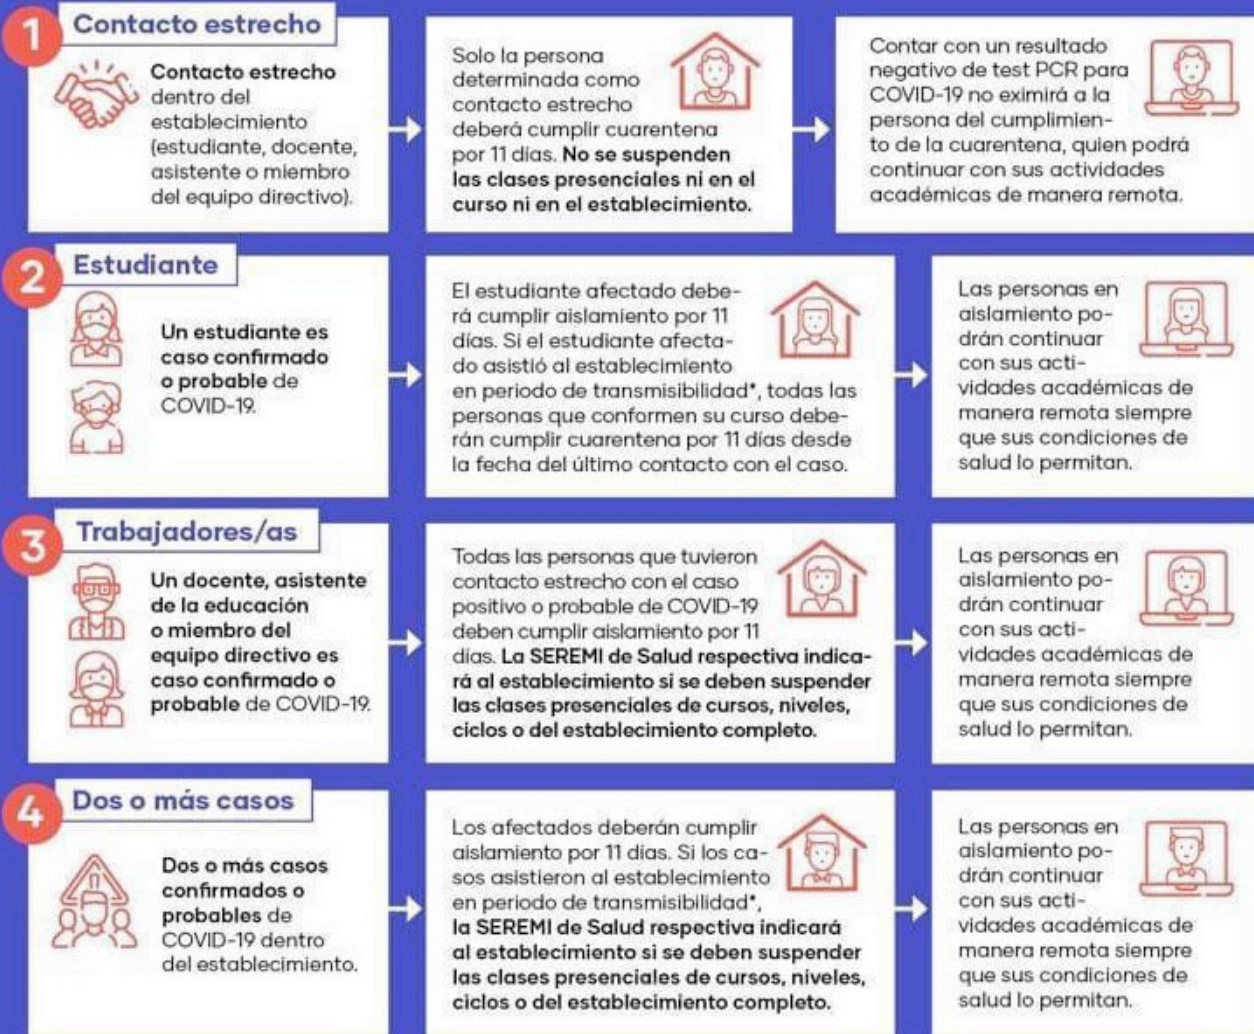 1
Contacto estrecho
Contacto estrecho
dentro del
establecimiento
(estudiante, docente,
asistente o miembro
del equipo directivo).
Solo la persona
determinada como
contacto estrecho
deberá cumplir cuarentena
por 11 días. No se suspenden
las clases presenciales ni en el
curso ni en el establecimiento.
Contar con un resultado
negativo de test PCR para
COVID-19 no eximirá a la
persona del cumplimien-
to de la cuarentena, quien podrá
continuar con sus actividades
académicas de manera remota.
2
Estudiante
Un estudiante es
caso confirmado
o probable de
COVID-19.
El estudiante afectado debe-
rá cumplir aislamiento por 11
días. Si el estudiante afecta-
do asistió al establecimiento
en periodo de transmisibilidad*, todas las
personas que conformen su curso debe-
rán cumplir cuarentena por 11 días desde
la fecha del último contacto con el caso.
Las personas en
aislamiento po-
drán continuar
con sus acti-
vidades académicas de
manera remota siempre
que sus condiciones de
salud lo permitan.
3
Trabajadores/as
Un docente, asistente
de la educación
o miembro del
equipo directivo es
caso confirmado o
probable de COVID-19.
Todas las personas que tuvieron
contacto estrecho con el caso
positivo o probable de COVID-19
deben cumplir aislamiento por 11
días. La SEREMI de Salud respectiva indica-
rá al establecimiento si se deben suspender
las clases presenciales de cursos, niveles,
ciclos o del establecimiento completo.
Las personas en
aislamiento po-
drán continuar
con sus acti-
vidades académicas de
manera remota siempre
que sus condiciones de
salud lo permitan.
4
Dos o más casos
Dos o más casos
confirmados o
probables de
COVID-19 dentro
del establecimiento.
Los afectados deberán cumplir
aislamiento por 11 días. Si los ca-
sos asistieron al establecimiento
en periodo de transmisibilidad*,
la SEREMI de Salud respectiva indicará
al establecimiento si se deben suspender
las clases presenciales de cursos, niveles,
ciclos o del establecimiento completo.
Las personas en
aislamiento po-
drán continuar
con sus acti-
vidades académicas de
manera remota siempre
que sus condiciones de
salud lo permitan.